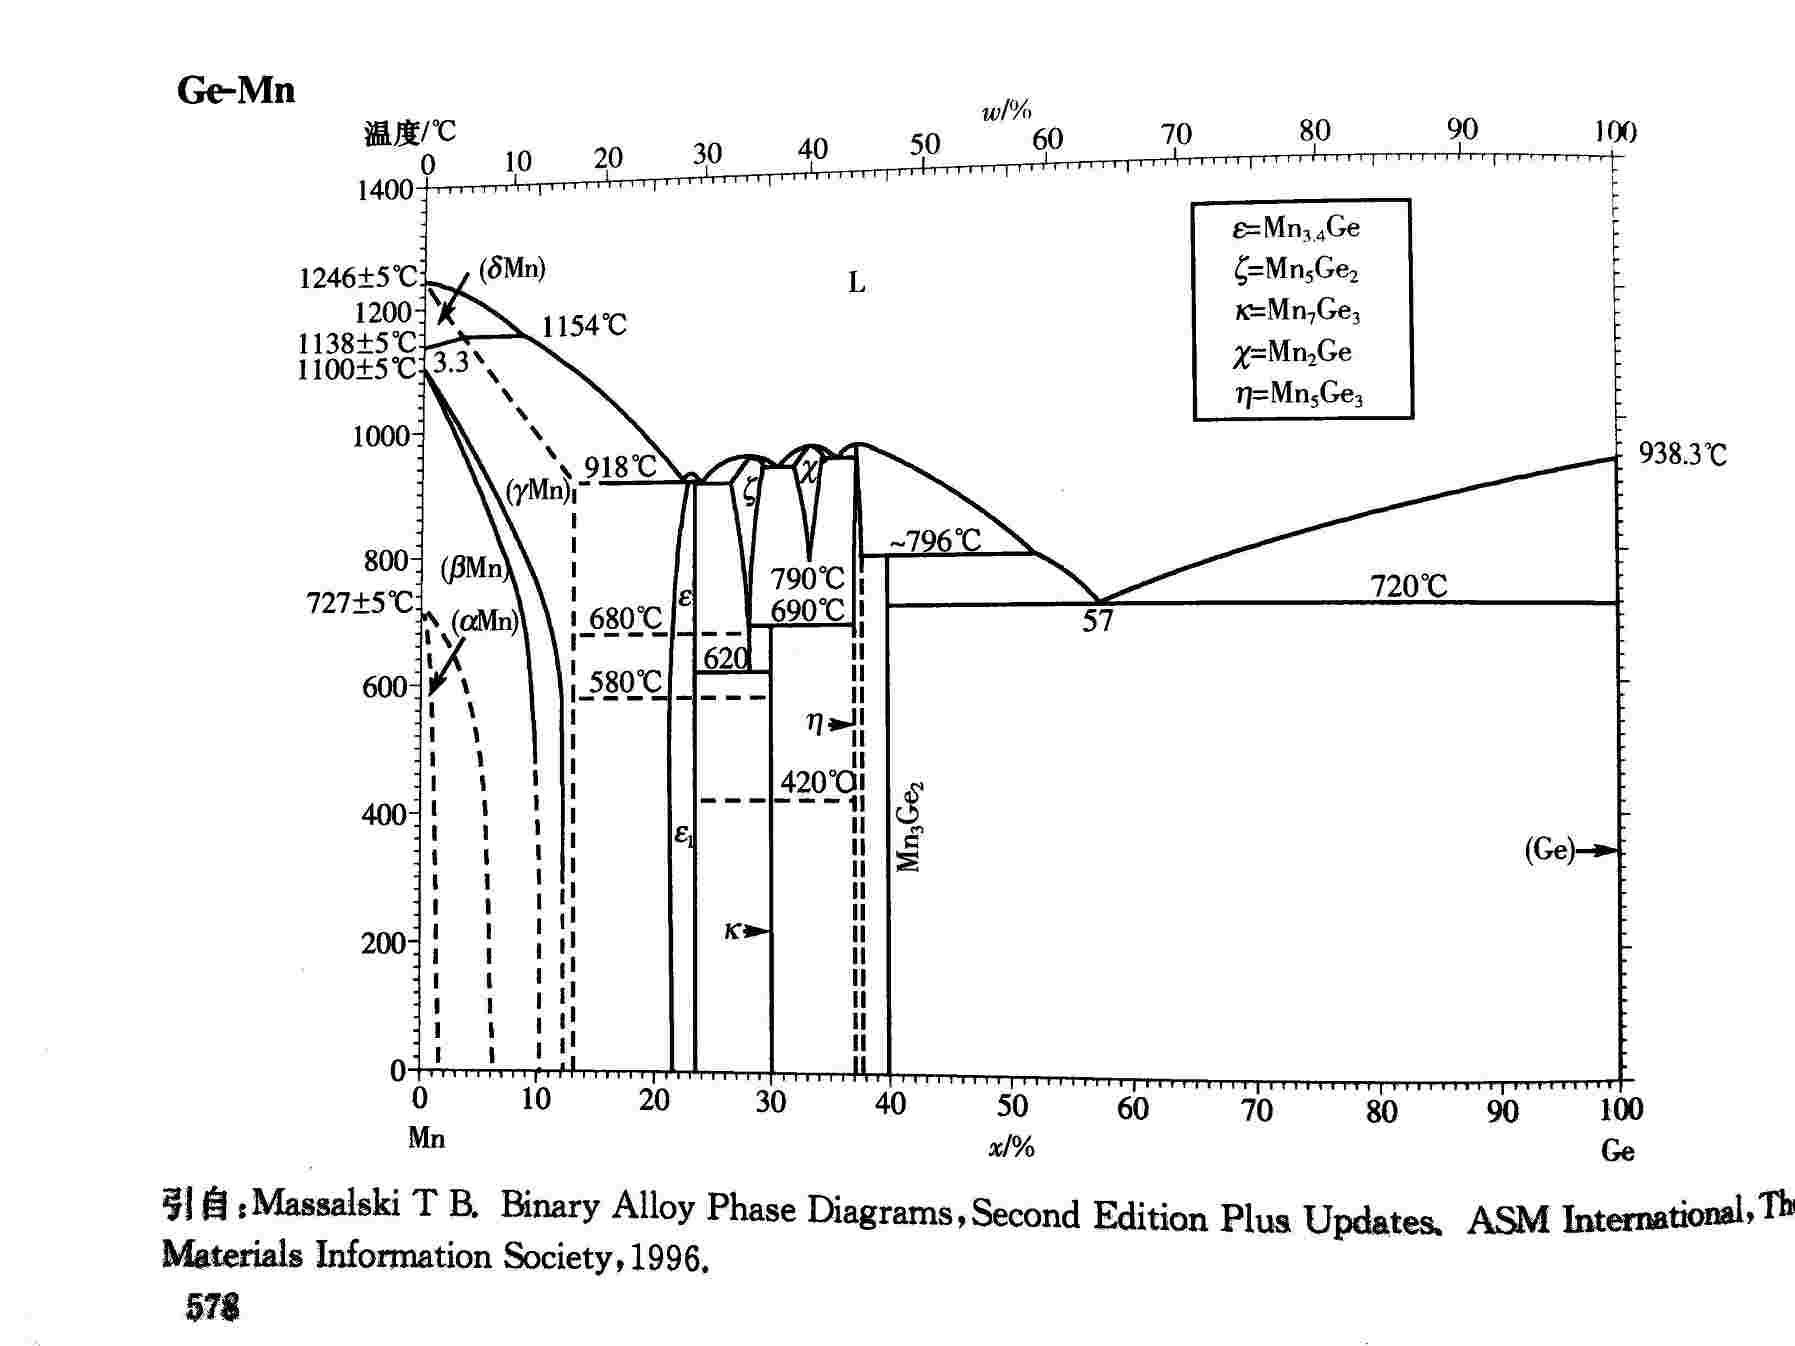 Ge-Mn
w/%
温度/℃
0 10 20 30 40 50 60 70 80 90 100
1400
ε=Mn₃.₄Ge
ζ=Mn₅Ge₂
κ=Mn₇Ge₃
χ=Mn₂Ge
η=Mn₅Ge₃
(δMn)
1246±5℃
L
1200
1154℃
1138±5℃
1100±5℃
3.3
1000
938.3℃
918℃
ζ
χ
(γMn)
~796℃
800
(βMn)
790℃
720℃
727±5℃
ε
690℃
680℃
(αMn)
57
620
600
580℃
η
420℃
400
ε₁
Mn₃Ge₂
(Ge)
κ
200
0
0 10 20 30 40 50 60 70 80 90 100
Mn
x/%
Ge
引自:Massalski T B. Binary Alloy Phase Diagrams, Second Edition Plus Updates. ASM International, The
Materials Information Society, 1996.
578